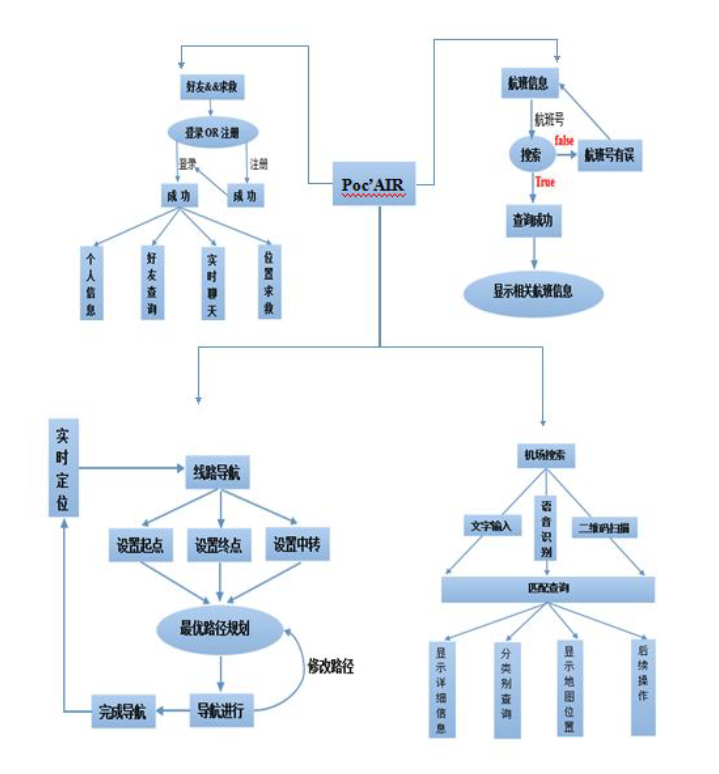 好友&&求救
登录 OR 注册
登录
注册
成功
成功
个人信息
好友查询
实时聊天
位置求救
Poc’AIR
航班信息
航班号
搜索
false
航班号有误
True
查询成功
显示相关航班信息
实时定位
线路导航
设置起点
设置终点
设置中转
最优路径规划
修改路径
完成导航
导航进行
机场搜索
文字输入
语音识别
二维码扫描
匹配查询
显示详细信息
分类别查询
显示地图位置
后续操作